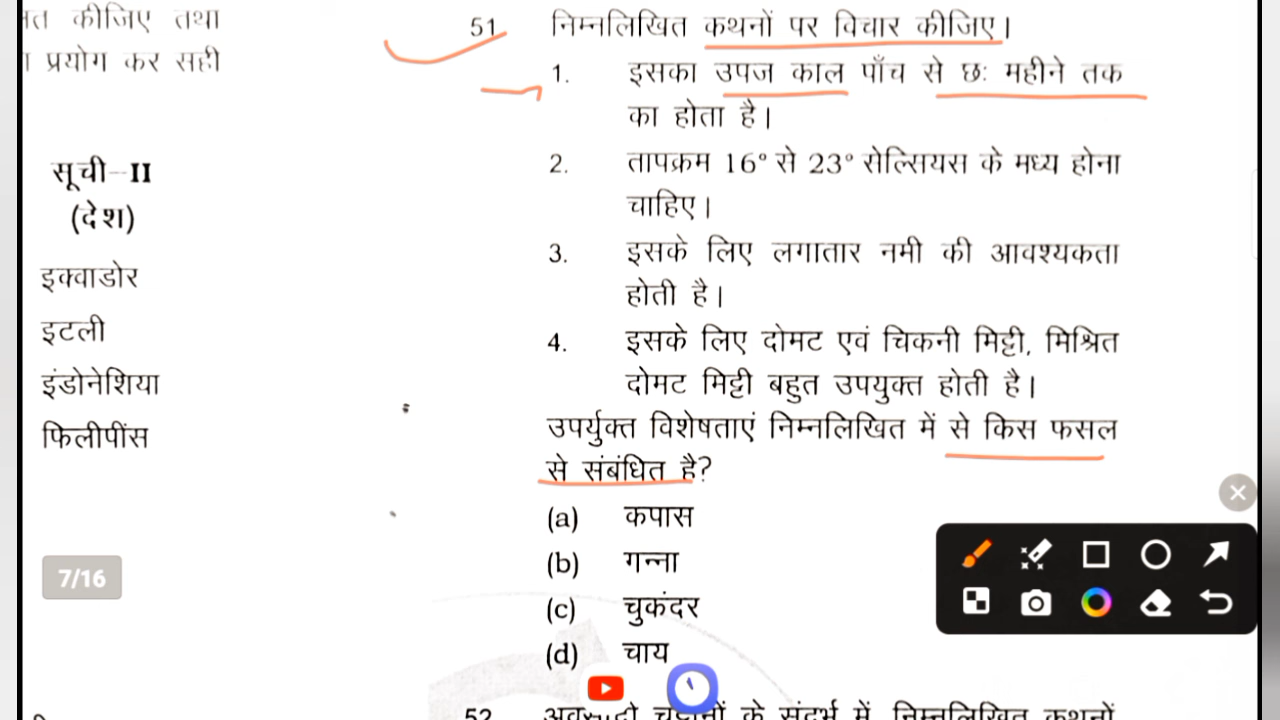 कीजिए तथा
प्रयोग कर सही
सूची–II
(देश)
इक्वाडोर
इटली
इंडोनेशिया
फिलीपींस
7/16
51. निम्नलिखित कथनों पर विचार कीजिए।
1. इसका उपज काल पाँच से छः महीने तक
का होता है।
2. तापक्रम 16° से 23° सेल्सियस के मध्य होना
चाहिए।
3. इसके लिए लगातार नमी की आवश्यकता
होती है।
4. इसके लिए दोमट एवं चिकनी मिट्टी, मिश्रित
दोमट मिट्टी बहुत उपयुक्त होती है।
उपर्युक्त विशेषताएं निम्नलिखित में से किस फसल
से संबंधित है?
(a) कपास
(b) गन्ना
(c) चुकंदर
(d) चाय
52 के संदर्भ में निम्नलिखित कथनों